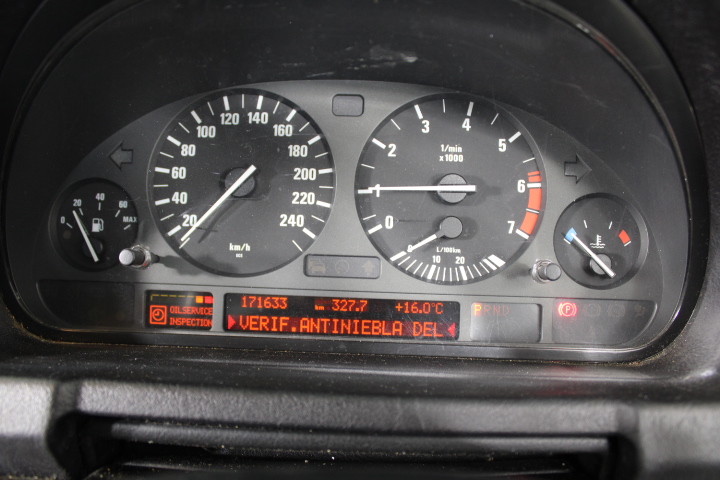 20
40
60
80
100
120
140
160
180
200
220
240
km/h
0
1
2
3
4
5
6
7
1/min
x1000
0
10
20
L/100km
0
20
40
60
MAX
OILSERVICE
INSPECTION
171633 km 327.7 +16.0°C
VERIF.ANTINIEBLA DEL
PRND
(P)